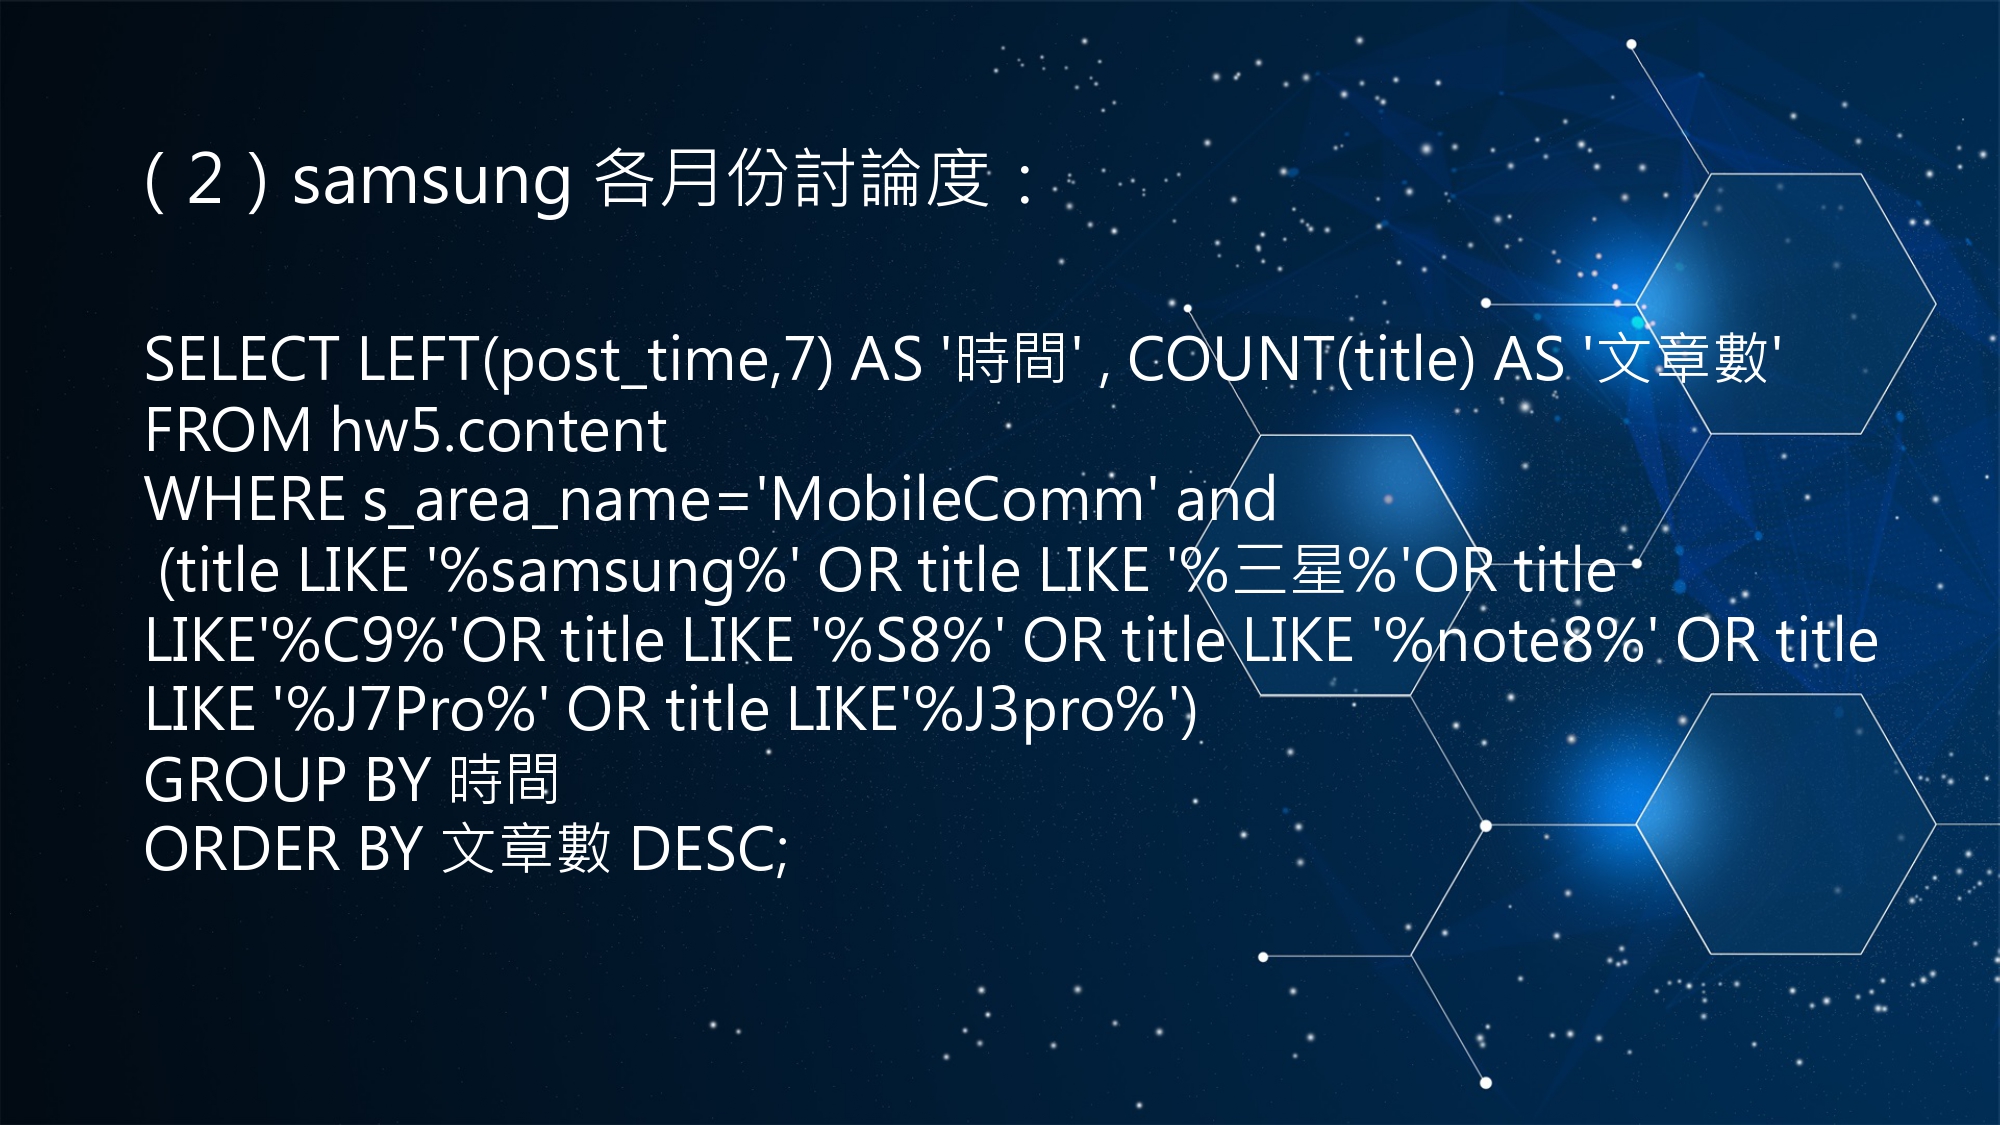 （2）samsung 各月份討論度：
SELECT LEFT(post_time,7) AS '時間' , COUNT(title) AS '文章數'
FROM hw5.content
WHERE s_area_name='MobileComm' and
(title LIKE '%samsung%' OR title LIKE '%三星%'OR title
LIKE'%C9%'OR title LIKE '%S8%' OR title LIKE '%note8%' OR title
LIKE '%J7Pro%' OR title LIKE'%J3pro%')
GROUP BY 時間
ORDER BY 文章數 DESC;